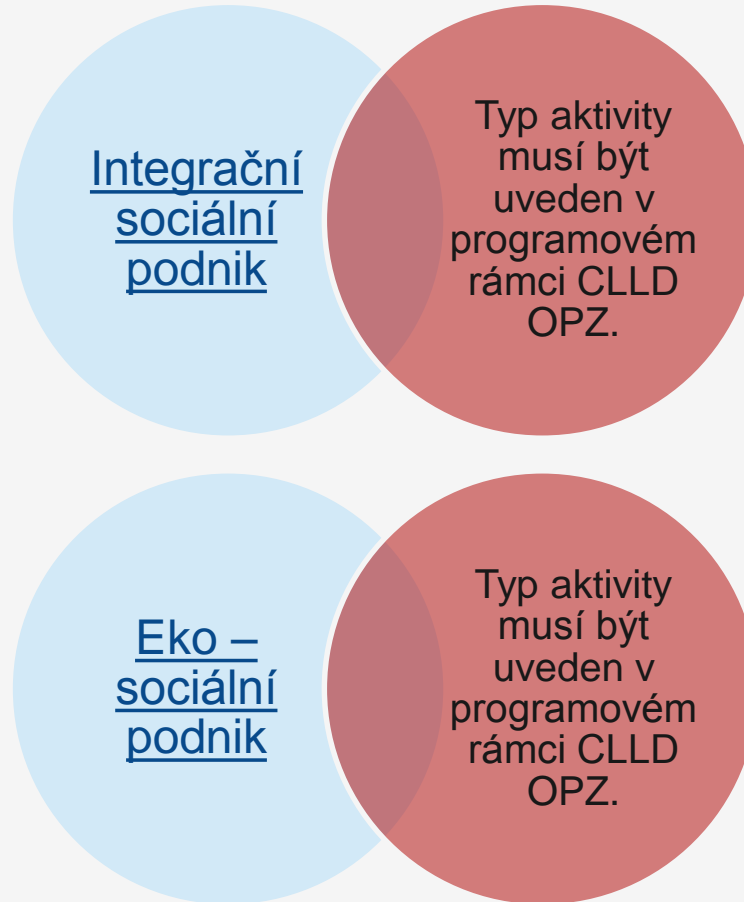 Integrační
sociální
podnik
Typ aktivity
musí být
uveden v
programovém
rámci CLLD
OPZ.
Eko –
sociální
podnik
Typ aktivity
musí být
uveden v
programovém
rámci CLLD
OPZ.